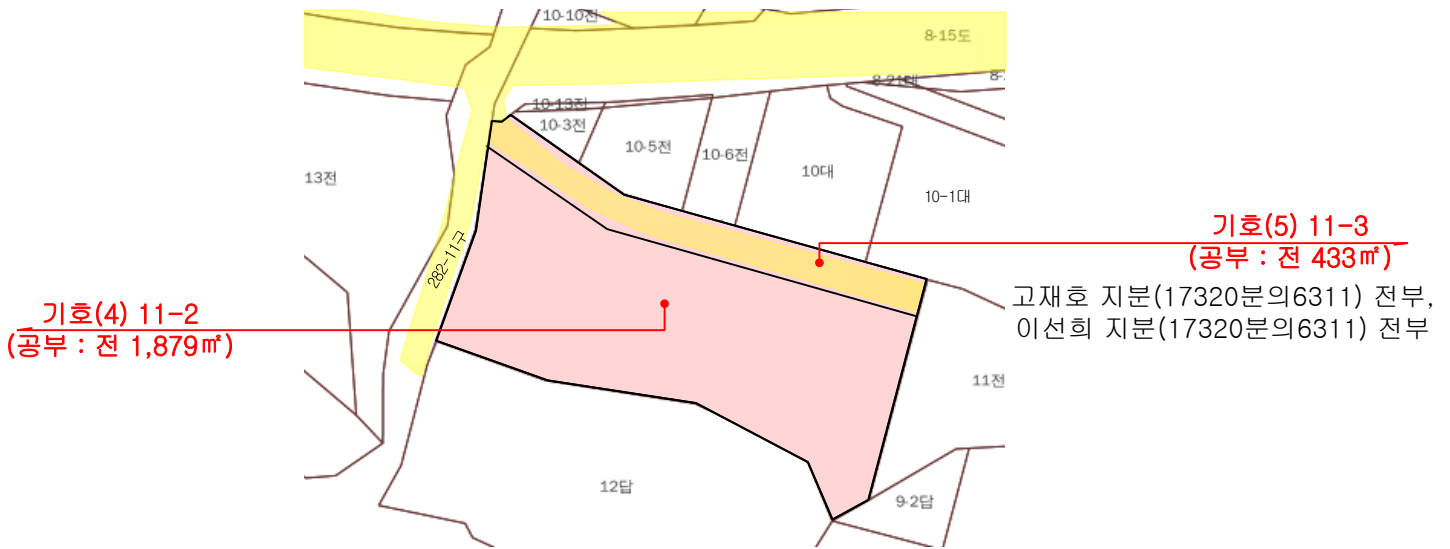 10-10전
8-15도
8-21대
10-13전
10-3전
10-5전
10-6전
10대
13전
10-1대
282-11구
기호(5) 11-3
(공부 : 전 433㎡)
고재호 지분(17320분의6311) 전부,
이선희 지분(17320분의6311) 전부
기호(4) 11-2
(공부 : 전 1,879㎡)
11전
12답
9-2답